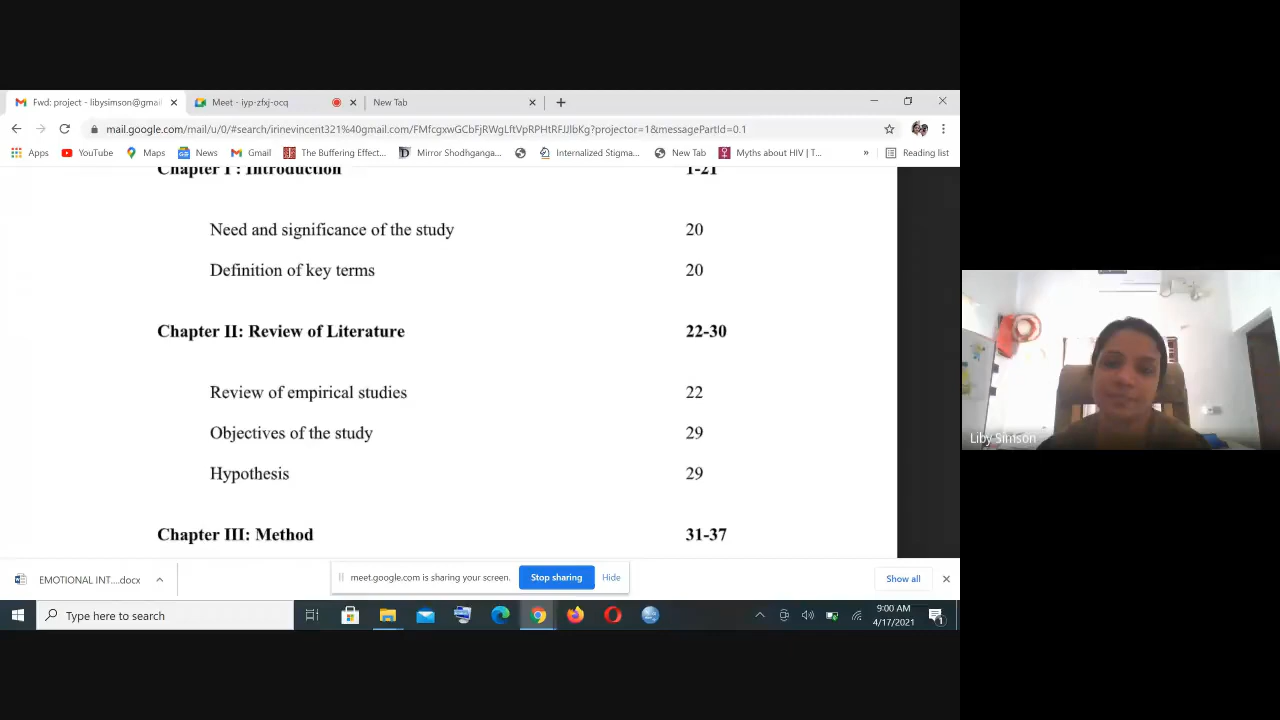 Fwd: project - libysimson@gmai
Meet - iyp-zfxj-ocq
New Tab
mail.google.com/mail/u/0/#search/irinevincent321%40gmail.com/FMfcgxwGCbFjRWgLftVpRPHtRFJJlbKg?projector=1&messagePartId=0.1
Apps YouTube Maps News Gmail The Buffering Effect... Mirror Shodhganga... Internalized Stigma... New Tab Myths about HIV | T... » Reading list
Chapter I : Introduction 1-21
Need and significance of the study 20
Definition of key terms 20
Chapter II: Review of Literature 22-30
Review of empirical studies 22
Objectives of the study 29
Hypothesis 29
Chapter III: Method 31-37
Liby Simson
EMOTIONAL INT....docx
meet.google.com is sharing your screen. Stop sharing Hide
Show all
Type here to search
9:00 AM
4/17/2021
1